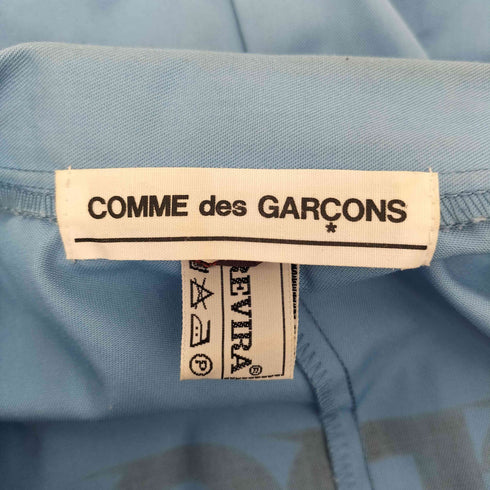 COMME des GARÇONS
*
REVIRA®
P